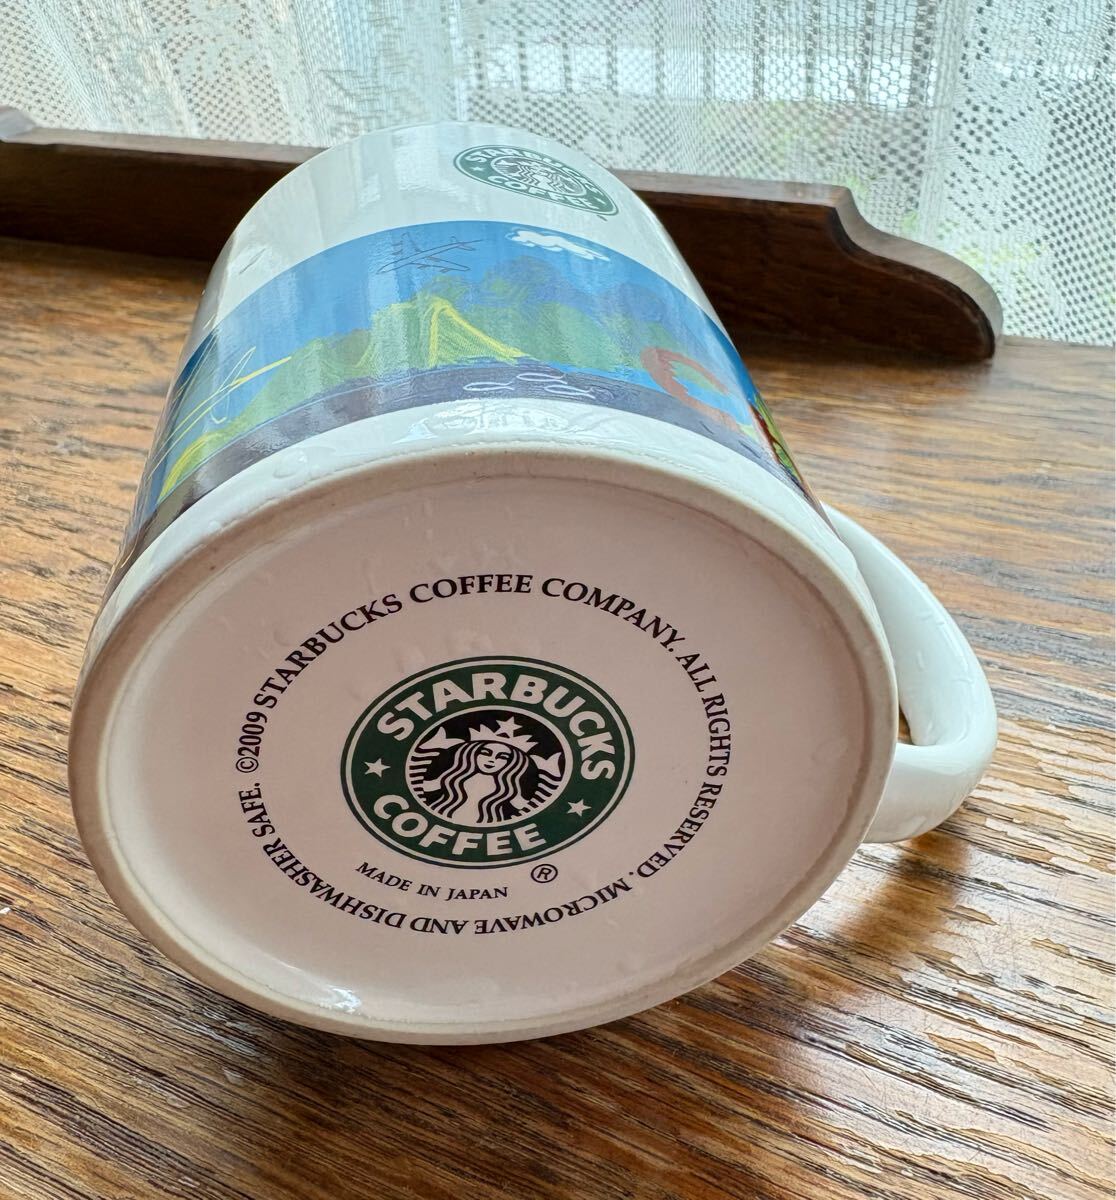 STARBUCKS
COFFEE
©2009 STARBUCKS COFFEE COMPANY. ALL RIGHTS RESERVED. MICROWAVE AND DISHWASHER SAFE.
STARBUCKS
COFFEE
®
MADE IN JAPAN